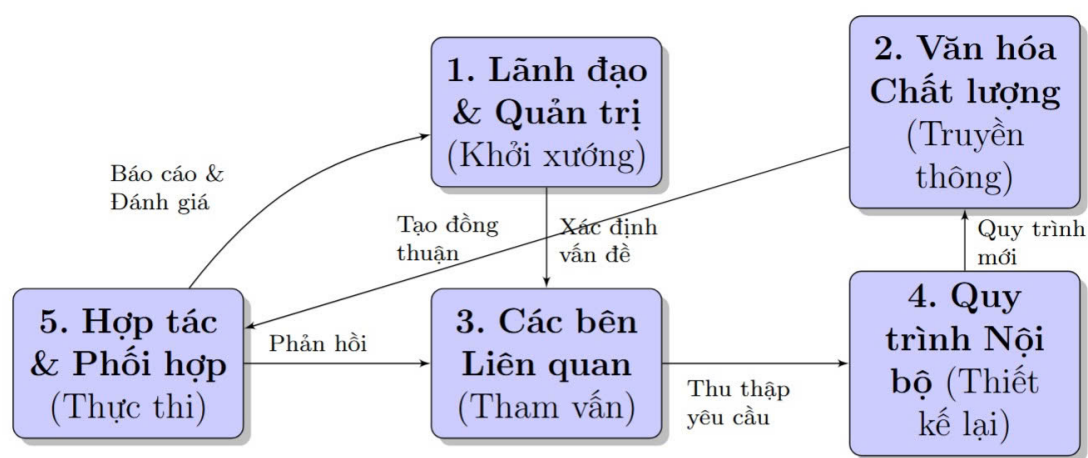 1. Lãnh đạo
& Quản trị
(Khởi xướng)
2. Văn hóa
Chất lượng
(Truyền
thông)
Báo cáo &
Đánh giá
Tạo đồng
thuận
Xác định
vấn đề
Quy trình
mới
5. Hợp tác
& Phối hợp
(Thực thi)
Phản hồi
3. Các bên
Liên quan
(Tham vấn)
Thu thập
yêu cầu
4. Quy
trình Nội
bộ (Thiết
kế lại)